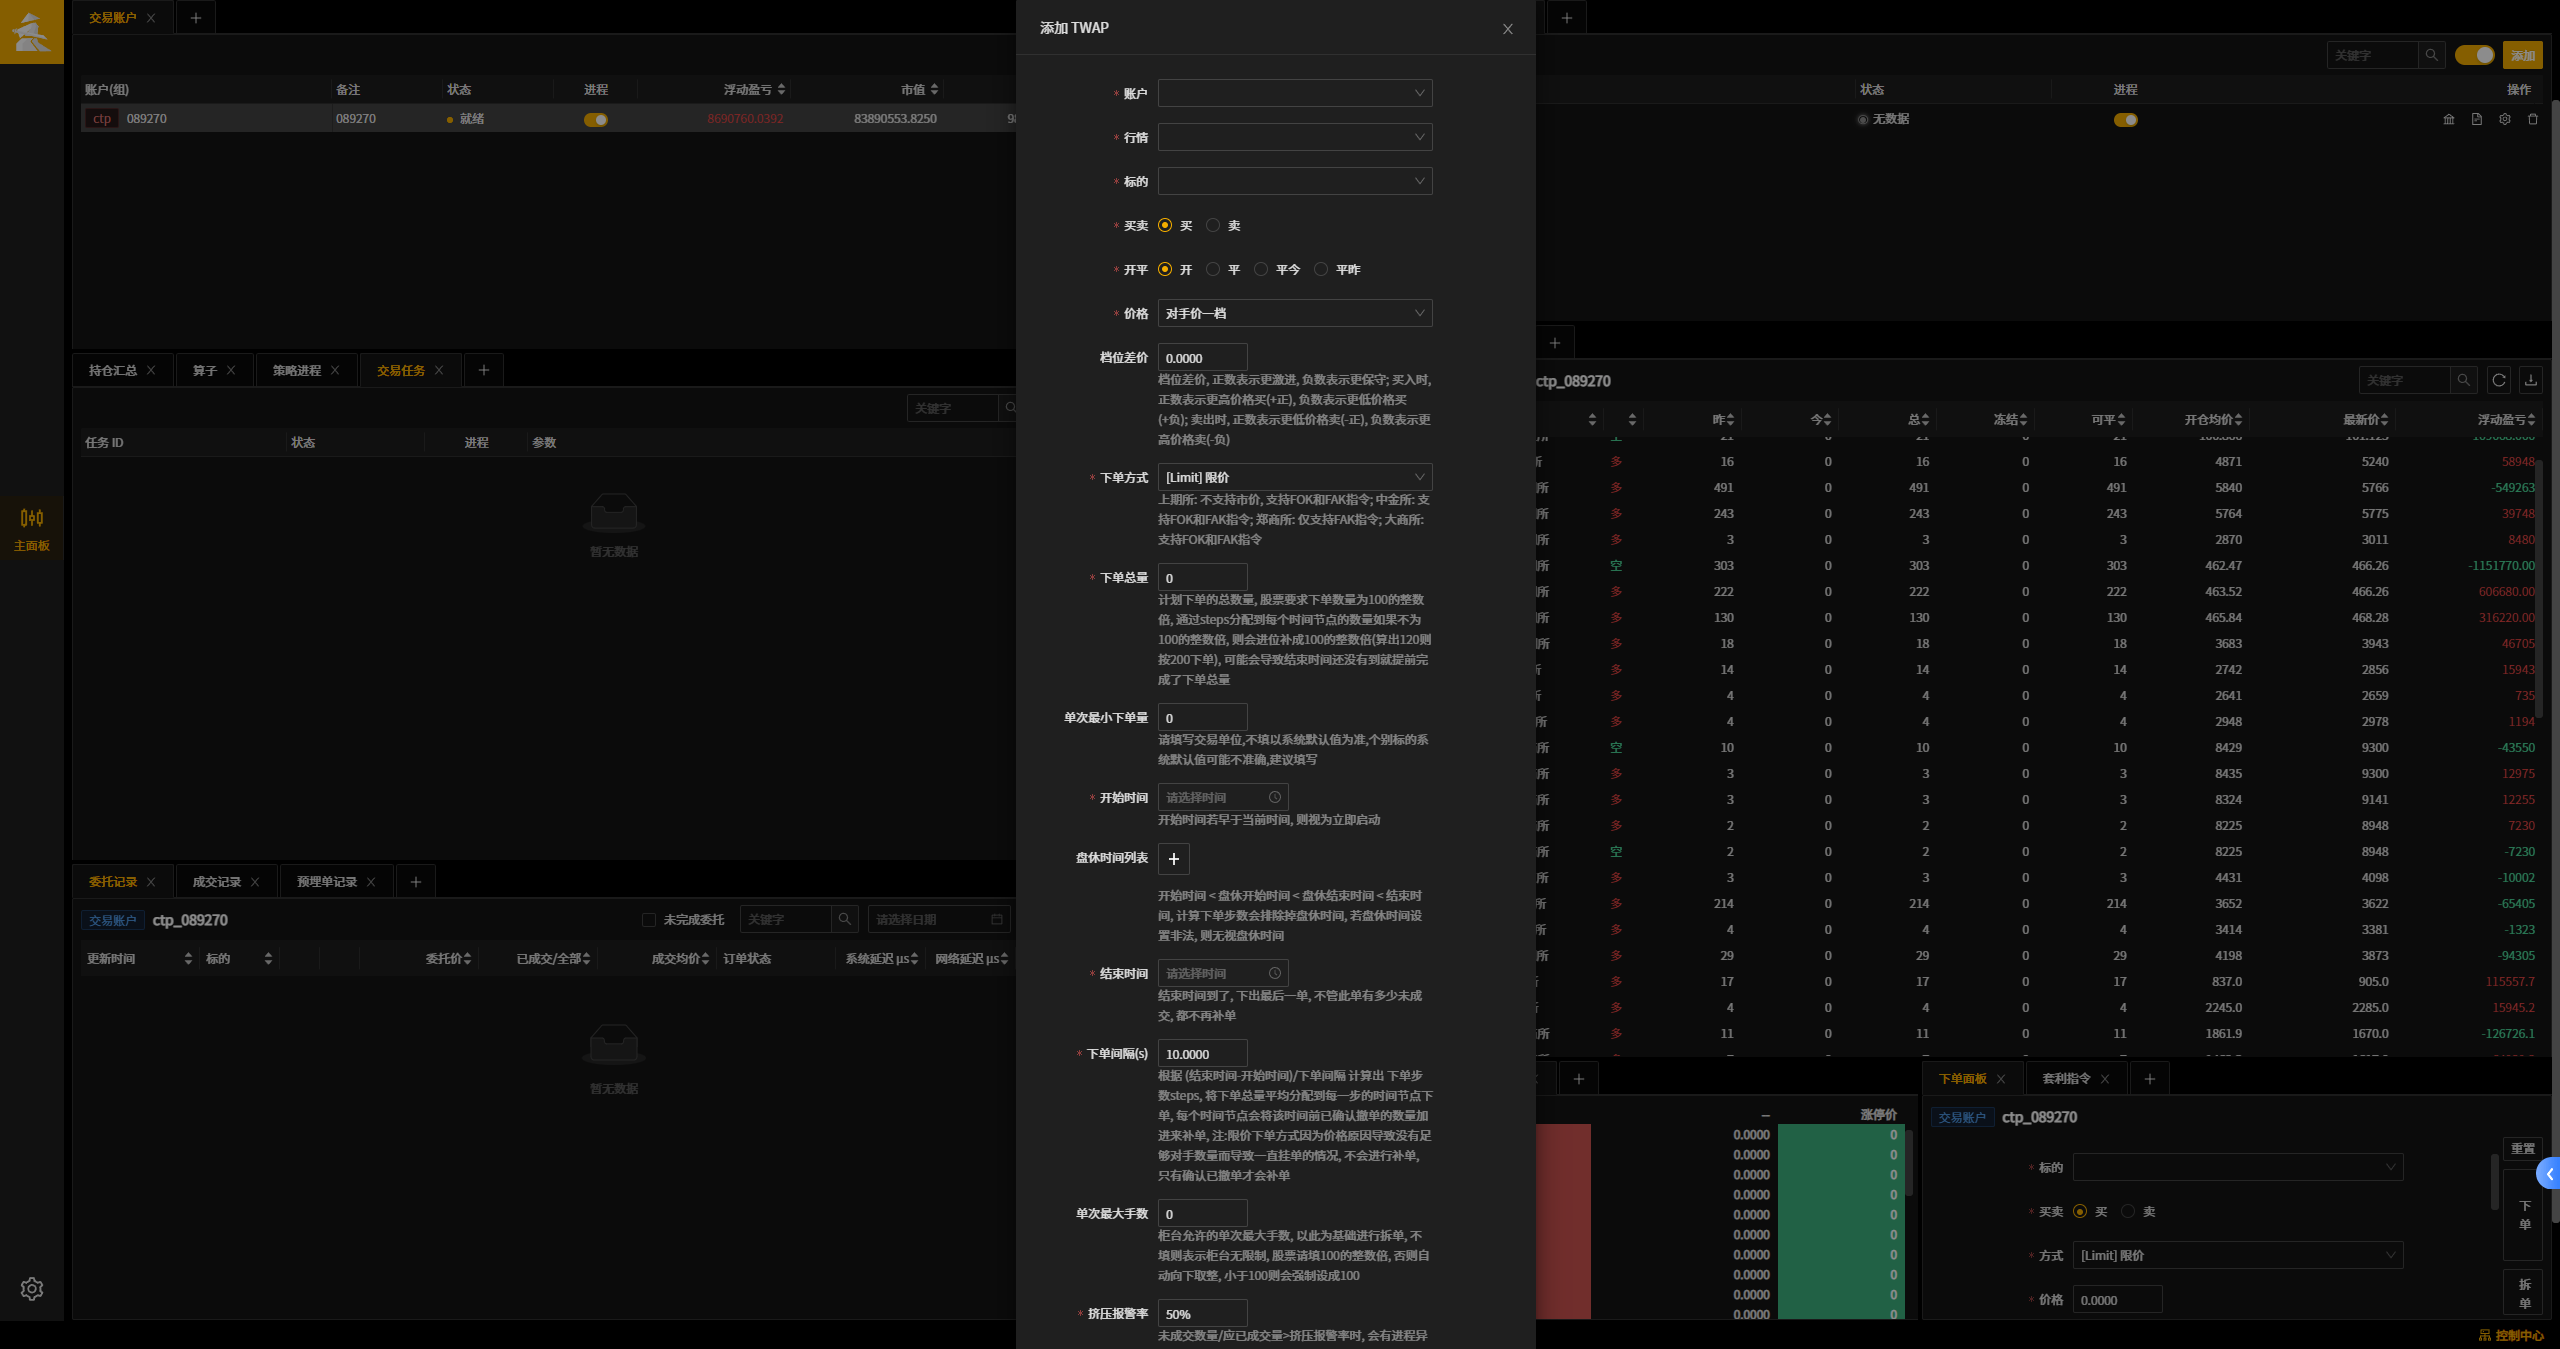 交易账户
添加 TWAP
关键字
添加
账户(组) 备注 状态 进程 浮动盈亏 市值
ctp 089270 089270 就绪 8690760.0392 83890553.8250
状态 进程 操作
无数据
* 账户
* 行情
* 标的
* 买卖 买 卖
* 开平 开 平 平今 平昨
* 价格 对手价一档
档位差价 0.0000
档位差价, 正数表示更激进, 负数表示更保守; 买入时,
正数表示更高价格买(+正), 负数表示更低价格买
(+负); 卖出时, 正数表示更低价格卖(-正), 负数表示更
高价格卖(-负)
* 下单方式 [Limit] 限价
上期所: 不支持市价, 支持FOK和FAK指令; 中金所: 支
持FOK和FAK指令; 郑商所: 仅支持FAK指令; 大商所:
支持FOK和FAK指令
* 下单总量 0
计划下单的总数量, 股票要求下单数量为100的整数
倍, 通过steps分配到每个时间节点的数量如果不为
100的整数倍, 则会进位补成100的整数倍(算出120则
按200下单), 可能会导致结束时间还没有到就提前完
成了下单总量
单次最小下单量 0
请填写交易单位,不填以系统默认值为准,个别标的系
统默认值可能不准确,建议填写
* 开始时间 请选择时间
开始时间若早于当前时间, 则视为立即启动
盘休时间列表 +
开始时间 < 盘休开始时间 < 盘休结束时间 < 结束时
间, 计算下单步数会排除掉盘休时间, 若盘休时间设
置非法, 则无视盘休时间
* 结束时间 请选择时间
结束时间到了, 下出最后一单, 不管此单有多少未成
交, 都不再补单
* 下单间隔(s) 10.0000
根据 (结束时间-开始时间)/下单间隔 计算出 下单步
数steps, 将下单总量平均分配到每一步的时间节点下
单, 每个时间节点会将该时间前已确认撤单的数量加
进来补单, 注:限价下单方式因为价格原因导致没有足
够对手数量而导致一直挂单的情况, 不会进行补单,
只有确认已撤单才会补单
单次最大手数 0
柜台允许的单次最大手数, 以此为基础进行拆单, 不
填则表示柜台无限制, 股票请填100的整数倍, 否则自
动向下取整, 小于100则会强制设成100
* 挤压报警率 50%
未成交数量/应已成交量>挤压报警率时, 会有进程异
主面板
持仓汇总 算子 策略进程 交易任务
关键字
任务 ID 状态 进程 参数
暂无数据
委托记录 成交记录 预埋单记录
交易账户 ctp_089270 未完成委托 关键字 请选择日期
更新时间 标的 委托价 已成交/全部 成交均价 订单状态 系统延迟 μs 网络延迟 μs
暂无数据
ctp_089270 关键字
昨 今 总 冻结 可平 开仓均价 最新价 浮动盈亏
多 16 0 16 0 16 4871 5240 58948
所 多 491 0 491 0 491 5840 5766 -549263
所 多 243 0 243 0 243 5764 5775 39748
所 多 3 0 3 0 3 2870 3011 8480
所 空 303 0 303 0 303 462.47 466.26 -1151770.00
所 多 222 0 222 0 222 463.52 466.26 606680.00
所 多 130 0 130 0 130 465.84 468.28 316220.00
所 多 18 0 18 0 18 3683 3943 46705
多 14 0 14 0 14 2742 2856 15943
多 4 0 4 0 4 2641 2659 735
所 多 4 0 4 0 4 2948 2978 1194
所 空 10 0 10 0 10 8429 9300 -43550
所 多 3 0 3 0 3 8435 9300 12975
所 多 3 0 3 0 3 8324 9141 12255
所 多 2 0 2 0 2 8225 8948 7230
所 空 2 0 2 0 2 8225 8948 -7230
所 多 3 0 3 0 3 4431 4098 -10002
所 多 214 0 214 0 214 3652 3622 -65405
所 多 4 0 4 0 4 3414 3381 -1323
所 多 29 0 29 0 29 4198 3873 -94305
多 17 0 17 0 17 837.0 905.0 115557.7
多 4 0 4 0 4 2245.0 2285.0 15945.2
所 多 11 0 11 0 11 1861.9 1670.0 -126726.1
-- 涨停价
0.0000 0
0.0000 0
0.0000 0
0.0000 0
0.0000 0
0.0000 0
0.0000 0
0.0000 0
0.0000 0
0.0000 0
下单面板 套利指令
交易账户 ctp_089270
重置
* 标的
* 买卖 买 卖
下单
* 方式 [Limit] 限价
* 价格 0.0000
拆单
控制中心